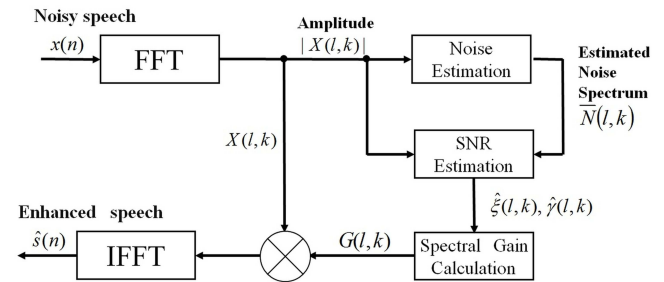 Noisy speech
x(n)
FFT
Amplitude
|X(l,k)|
Noise
Estimation
Estimated
Noise
Spectrum
N̅(l,k)
X(l,k)
SNR
Estimation
ξ̂(l,k), γ̂(l,k)
Enhanced speech
ŝ(n)
IFFT
G(l,k)
Spectral Gain
Calculation